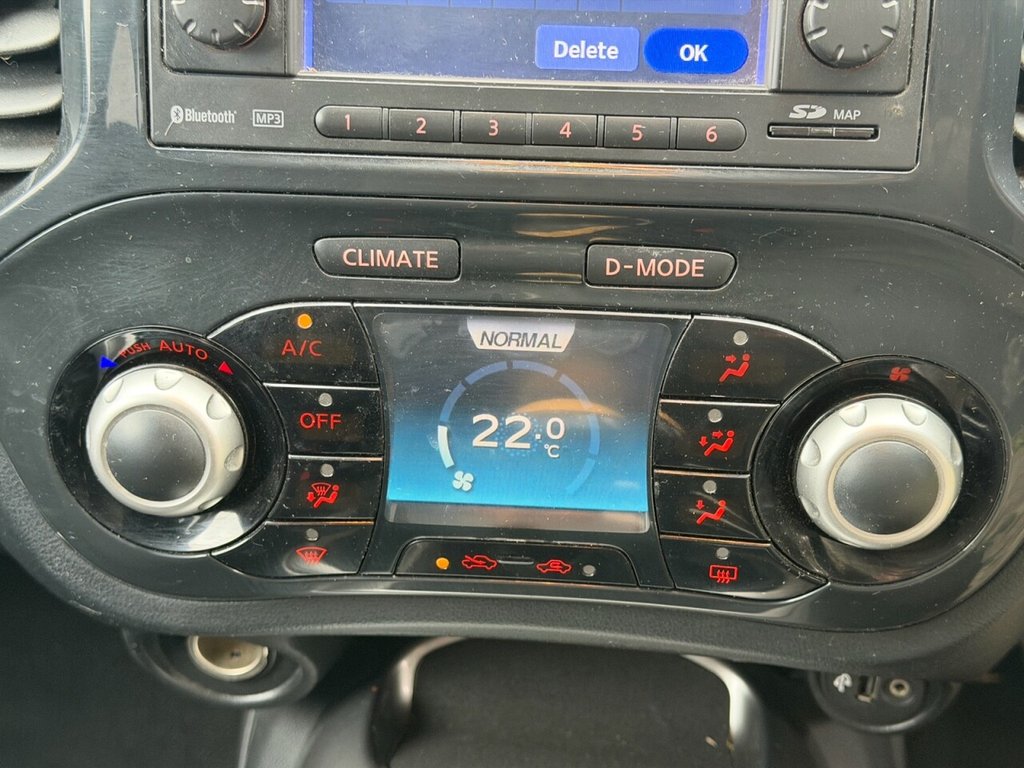 Delete OK
Bluetooth MP3 1 2 3 4 5 6 SD MAP
CLIMATE D-MODE
PUSH AUTO A/C NORMAL
OFF 22.0 °C